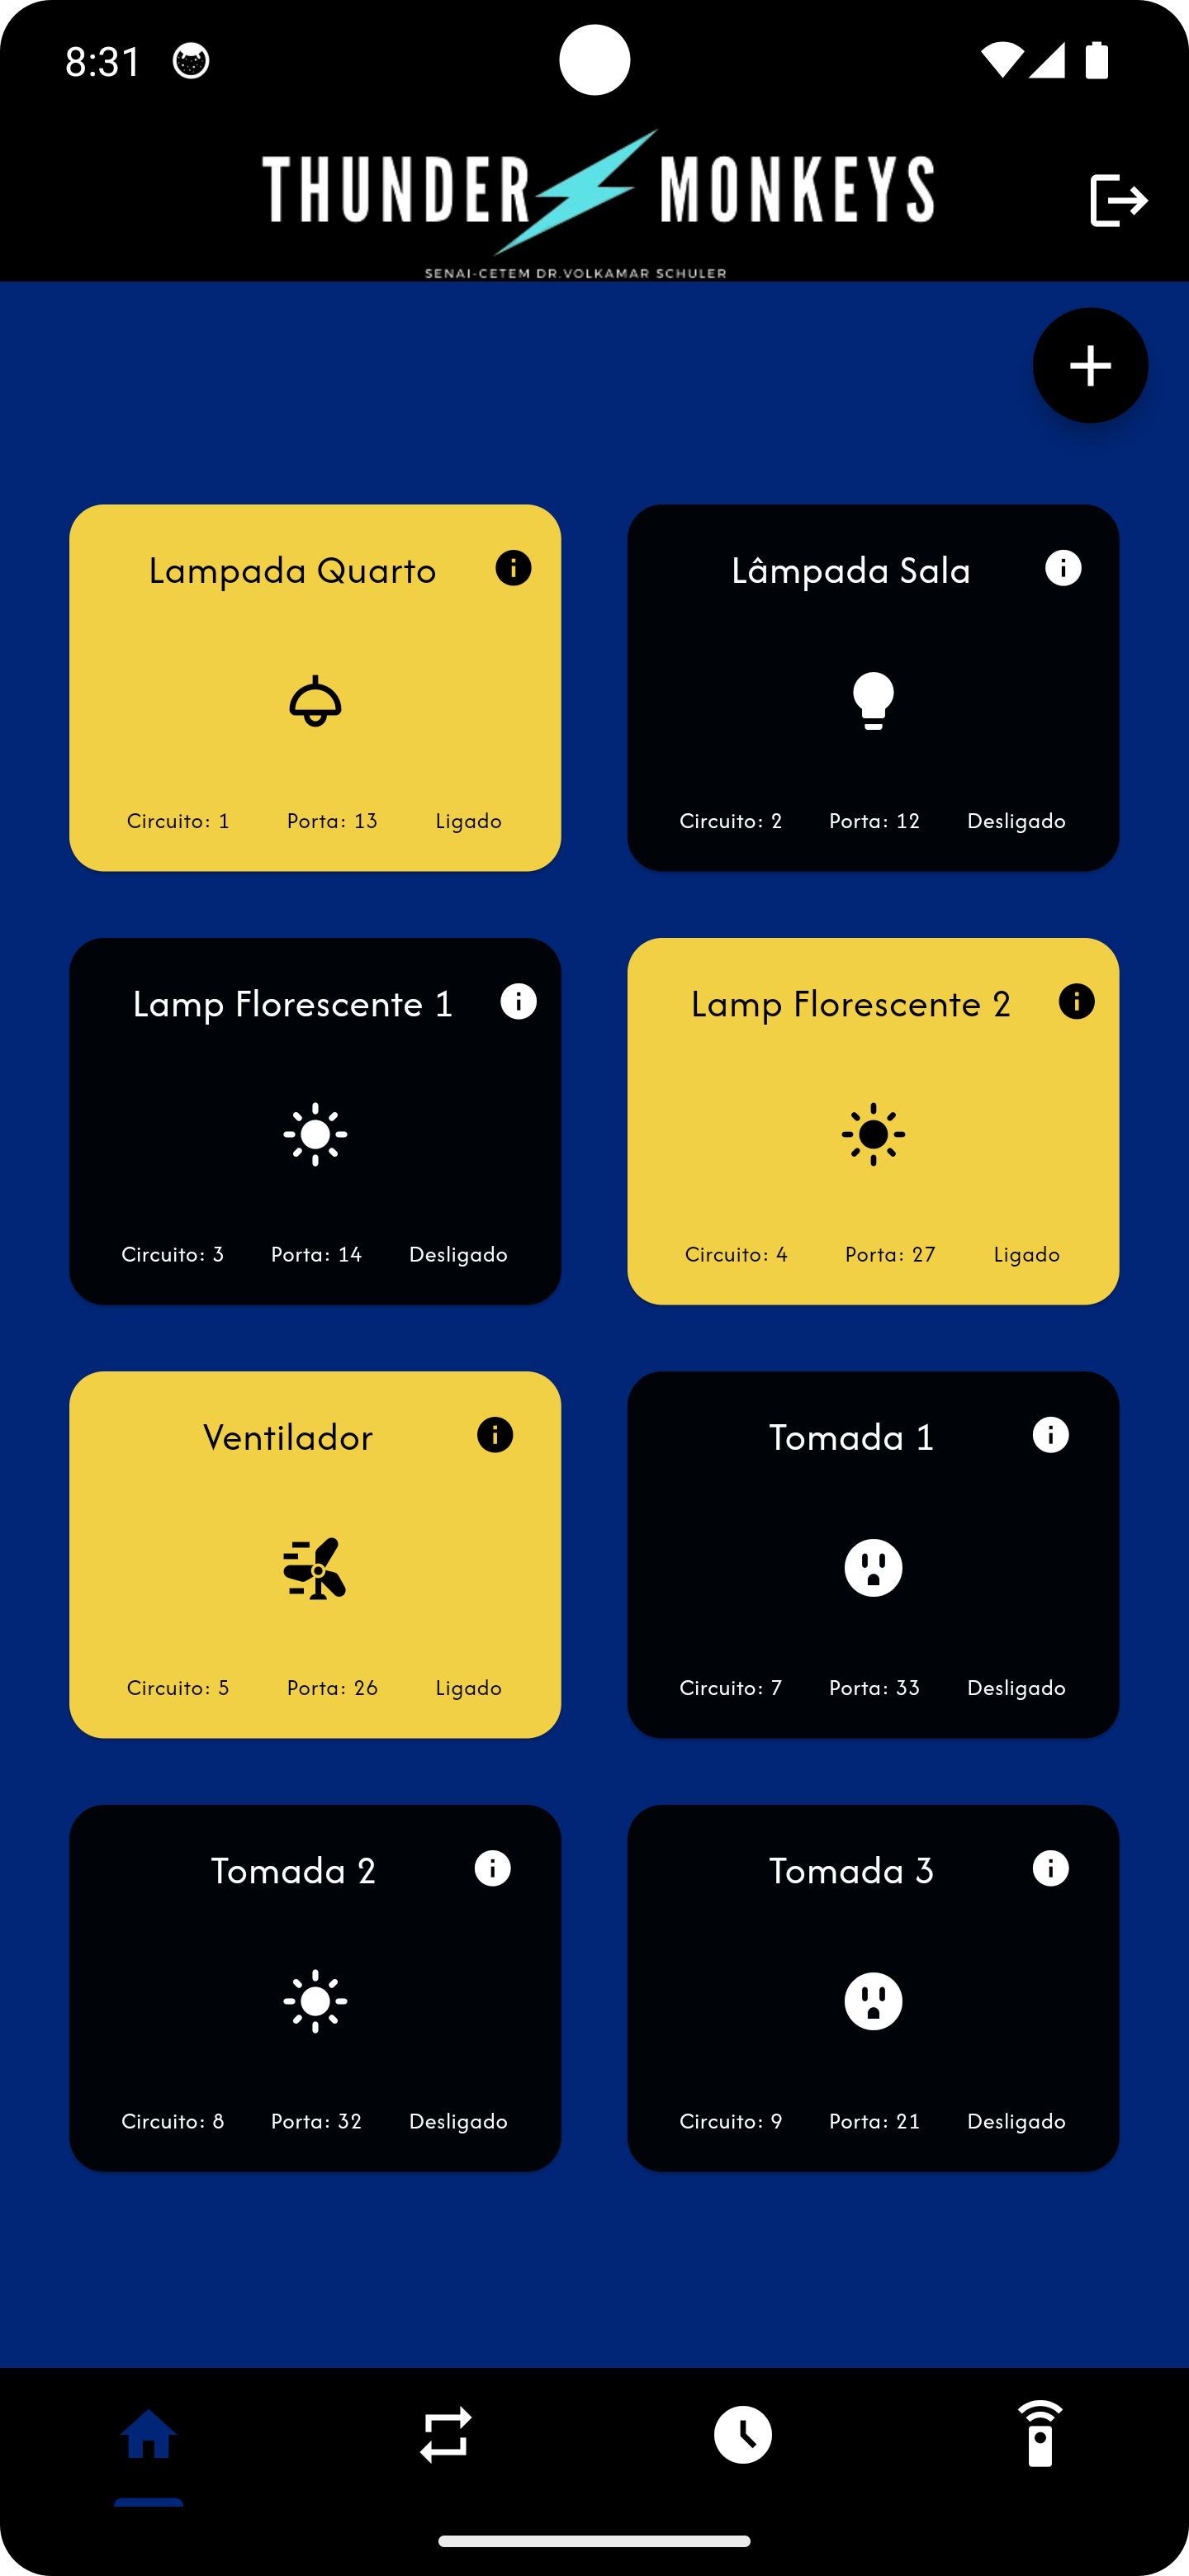 8:31
THUNDER MONKEYS
SENAI-CETEM DR.VOLKAMAR SCHULER
Lampada Quarto
Circuito: 1 Porta: 13 Ligado
Lâmpada Sala
Circuito: 2 Porta: 12 Desligado
Lamp Florescente 1
Circuito: 3 Porta: 14 Desligado
Lamp Florescente 2
Circuito: 4 Porta: 27 Ligado
Ventilador
Circuito: 5 Porta: 26 Ligado
Tomada 1
Circuito: 7 Porta: 33 Desligado
Tomada 2
Circuito: 8 Porta: 32 Desligado
Tomada 3
Circuito: 9 Porta: 21 Desligado